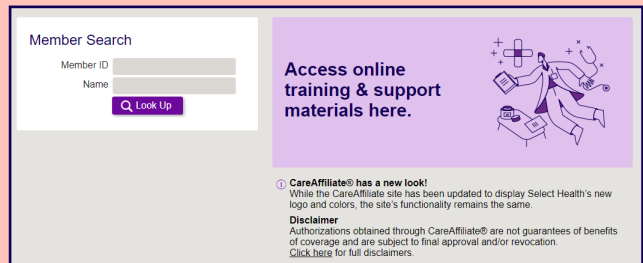 Member Search
Member ID
Name
Look Up
Access online
training & support
materials here.
CareAffiliate® has a new look!
While the CareAffiliate site has been updated to display Select Health's new
logo and colors, the site's functionality remains the same.
Disclaimer
Authorizations obtained through CareAffiliate® are not guarantees of benefits
of coverage and are subject to final approval and/or revocation.
Click here for full disclaimers.